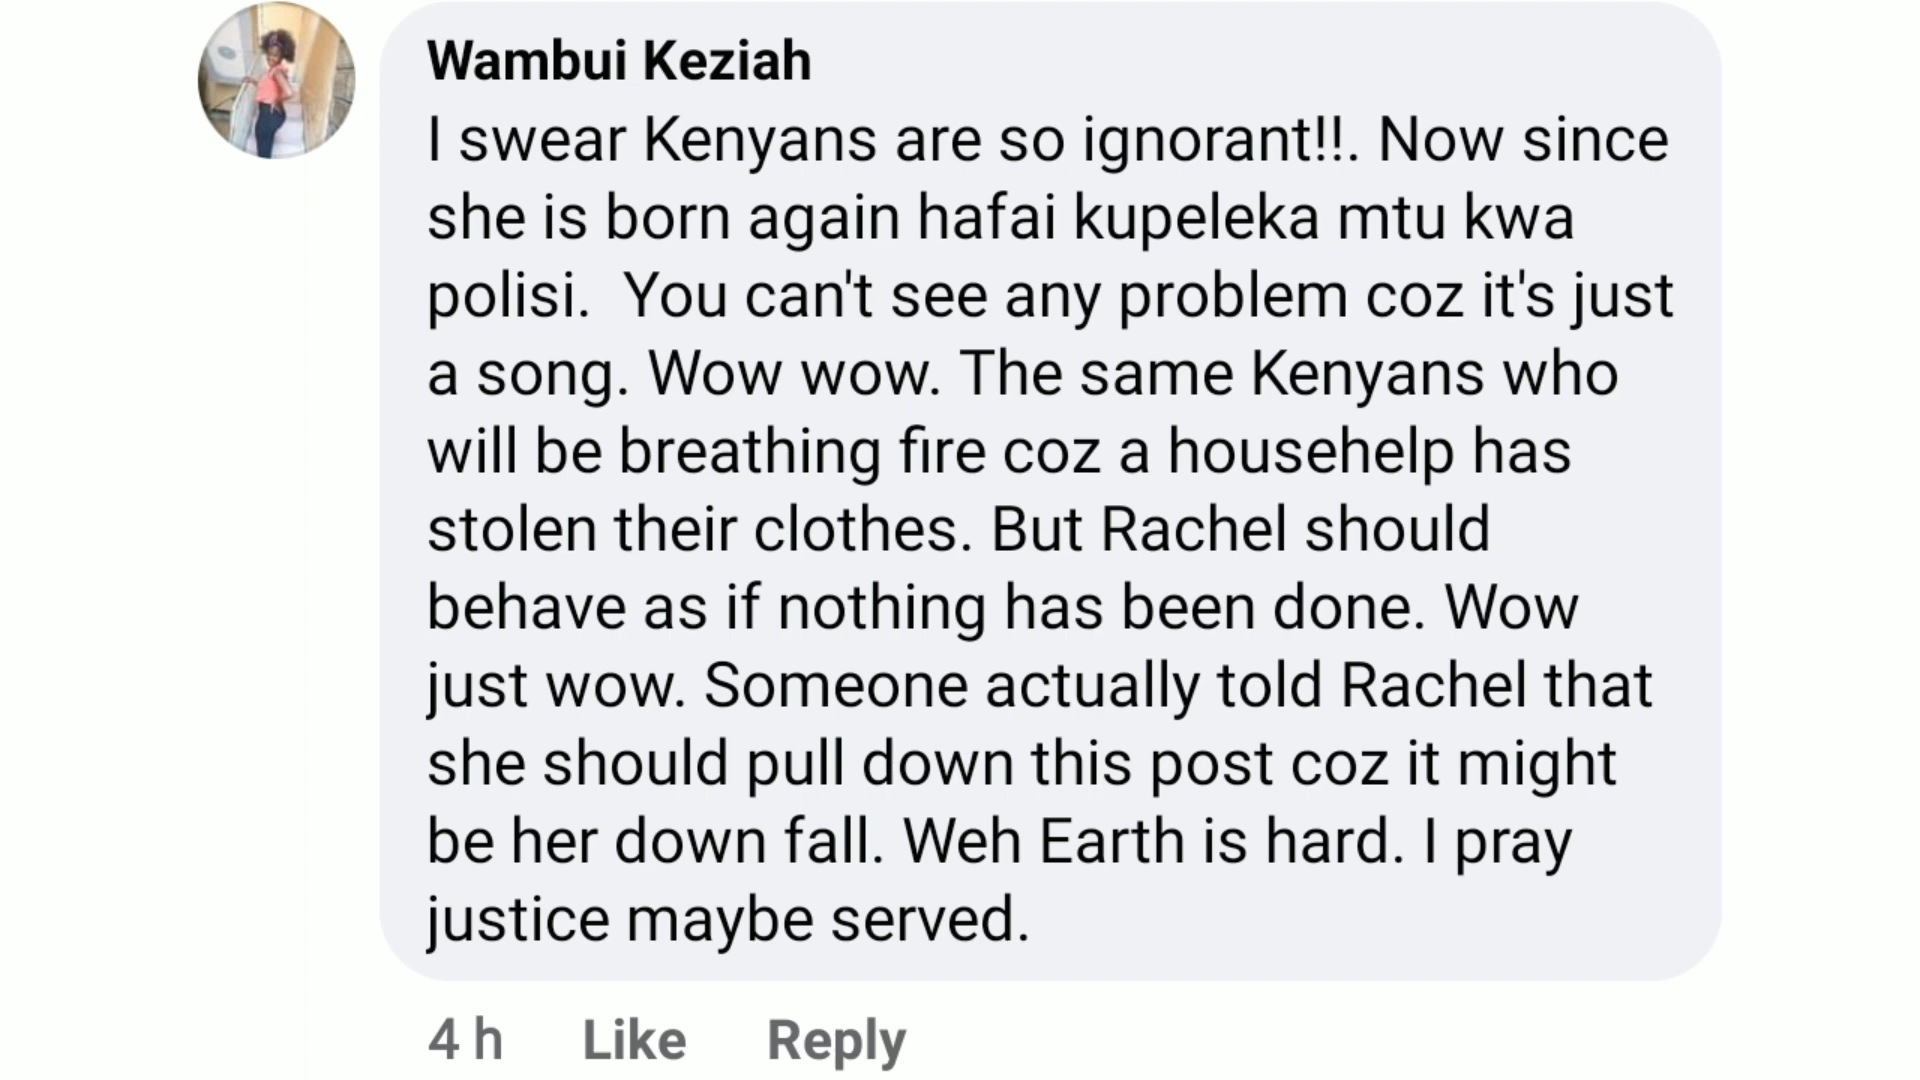 Wambui Keziah
I swear Kenyans are so ignorant!!. Now since
she is born again hafai kupeleka mtu kwa
polisi.  You can't see any problem coz it's just
a song. Wow wow. The same Kenyans who
will be breathing fire coz a househelp has
stolen their clothes. But Rachel should
behave as if nothing has been done. Wow
just wow. Someone actually told Rachel that
she should pull down this post coz it might
be her down fall. Weh Earth is hard. I pray
justice maybe served.
4 h Like Reply